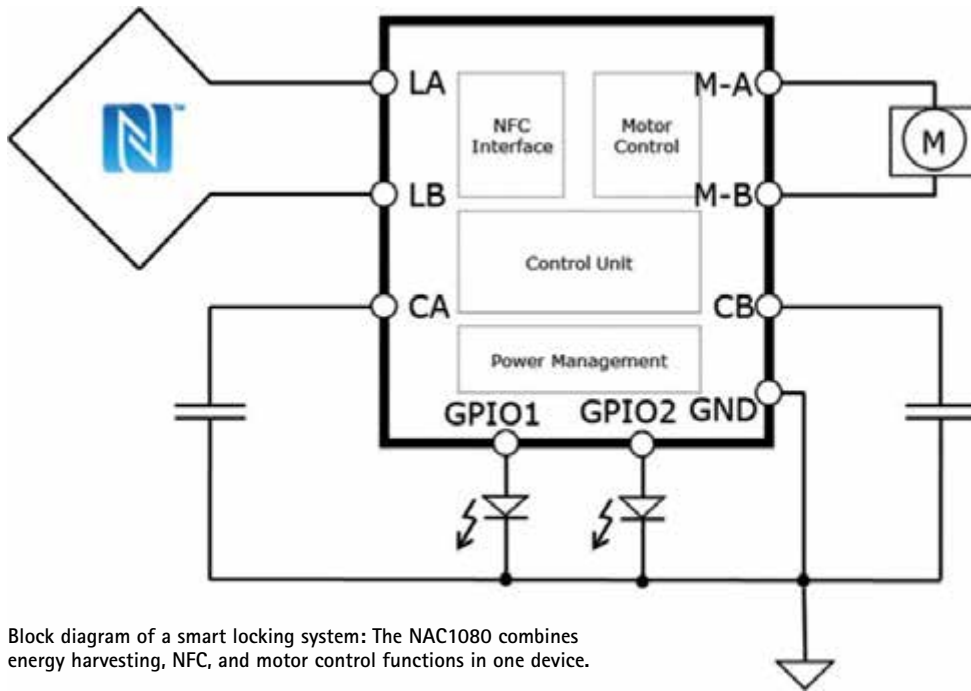 LA
NFC
Interface
Motor
Control
M-A
M
LB
M-B
Control Unit
CA
CB
Power Management
GPIO1
GPIO2
GND
Block diagram of a smart locking system: The NAC1080 combines
energy harvesting, NFC, and motor control functions in one device.